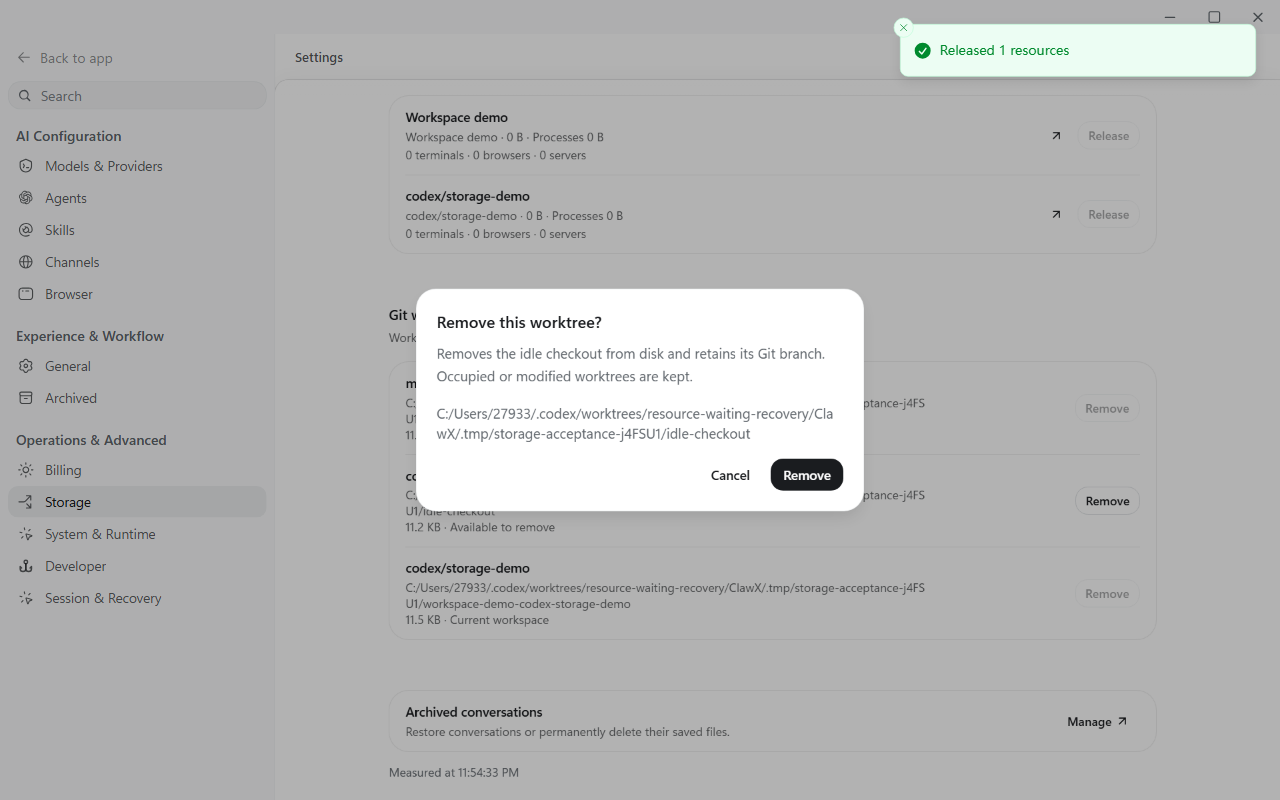 Back to app
Search
AI Configuration
Models & Providers
Agents
Skills
Channels
Browser
Experience & Workflow
General
Archived
Operations & Advanced
Billing
Storage
System & Runtime
Developer
Session & Recovery
Settings
Released 1 resources
Workspace demo
Workspace demo · 0 B · Processes 0 B
0 terminals · 0 browsers · 0 servers
Release
codex/storage-demo
codex/storage-demo · 0 B · Processes 0 B
0 terminals · 0 browsers · 0 servers
Release
Remove this worktree?
Removes the idle checkout from disk and retains its Git branch.
Occupied or modified worktrees are kept.
C:/Users/27933/.codex/worktrees/resource-waiting-recovery/Cla
wX/.tmp/storage-acceptance-j4FSU1/idle-checkout
Cancel
Remove
Git
ptance-j4FS
Remove
ptance-j4FS
U1/idle-checkout
11.2 KB · Available to remove
Remove
codex/storage-demo
C:/Users/27933/.codex/worktrees/resource-waiting-recovery/ClawX/.tmp/storage-acceptance-j4FS
U1/workspace-demo-codex-storage-demo
11.5 KB · Current workspace
Remove
Archived conversations
Restore conversations or permanently delete their saved files.
Manage
Measured at 11:54:33 PM